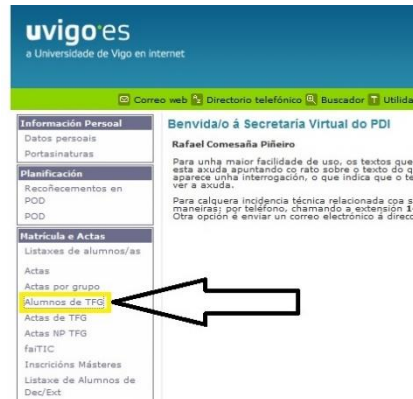 uvigo·es
a Universidade de Vigo en internet
Correo web Directorio telefónico Buscador Utilida
Información Persoal
Datos persoais
Portasinaturas
Planificación
Recoñecementos en
POD
POD
Matrícula e Actas
Listaxes de alumnos/as
Actas
Actas por grupo
Alumnos de TFG
Actas de TFG
Actas NP TFG
faiTIC
Inscricións Másteres
Listaxe de Alumnos de
Dec/Ext
Benvida/o á Secretaría Virtual do PDI
Rafael Comesaña Piñeiro
Para unha maior facilidade de uso, os textos que
esta axuda apuntando co rato sobre o texto do q
aparece unha interrogación, o que indica que o te
ver a axuda.
Para calquera incidencia técnica relacionada coa s
maneiras: por teléfono, chamando a extensión 1
Otra opción é enviar un correo electrónico á direcc